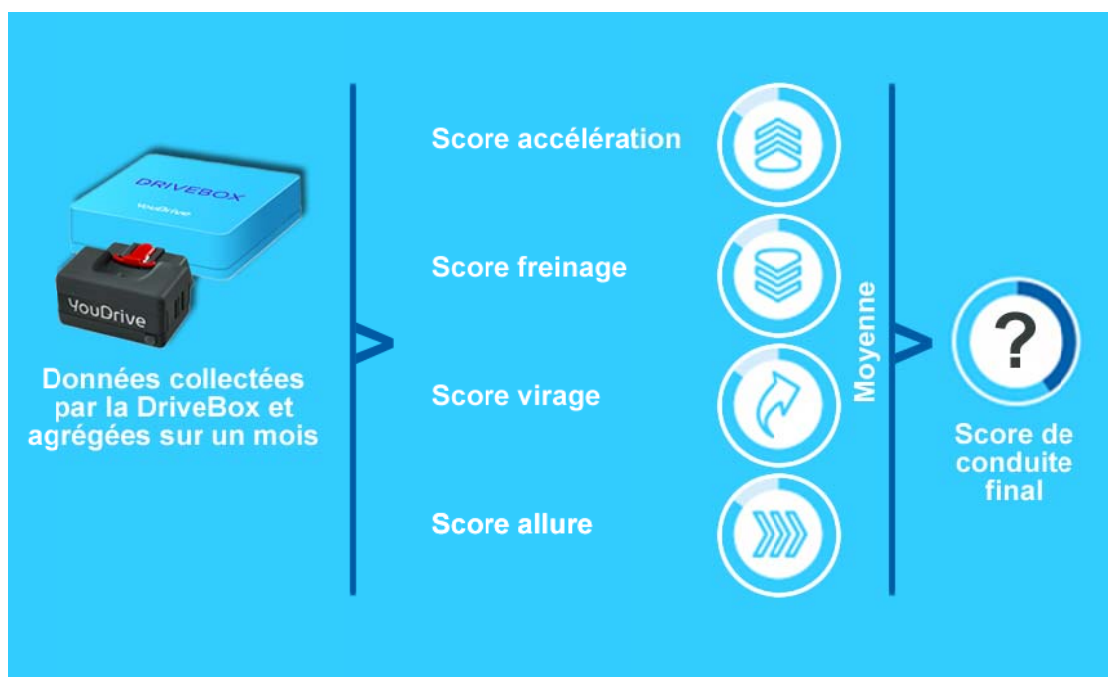 DRIVEBOX
YouDrive
YouDrive
Données collectées
par la DriveBox et
agrégées sur un mois
>
Score accélération
Score freinage
Score virage
Score allure
Moyenne
>
?
Score de
conduite
final